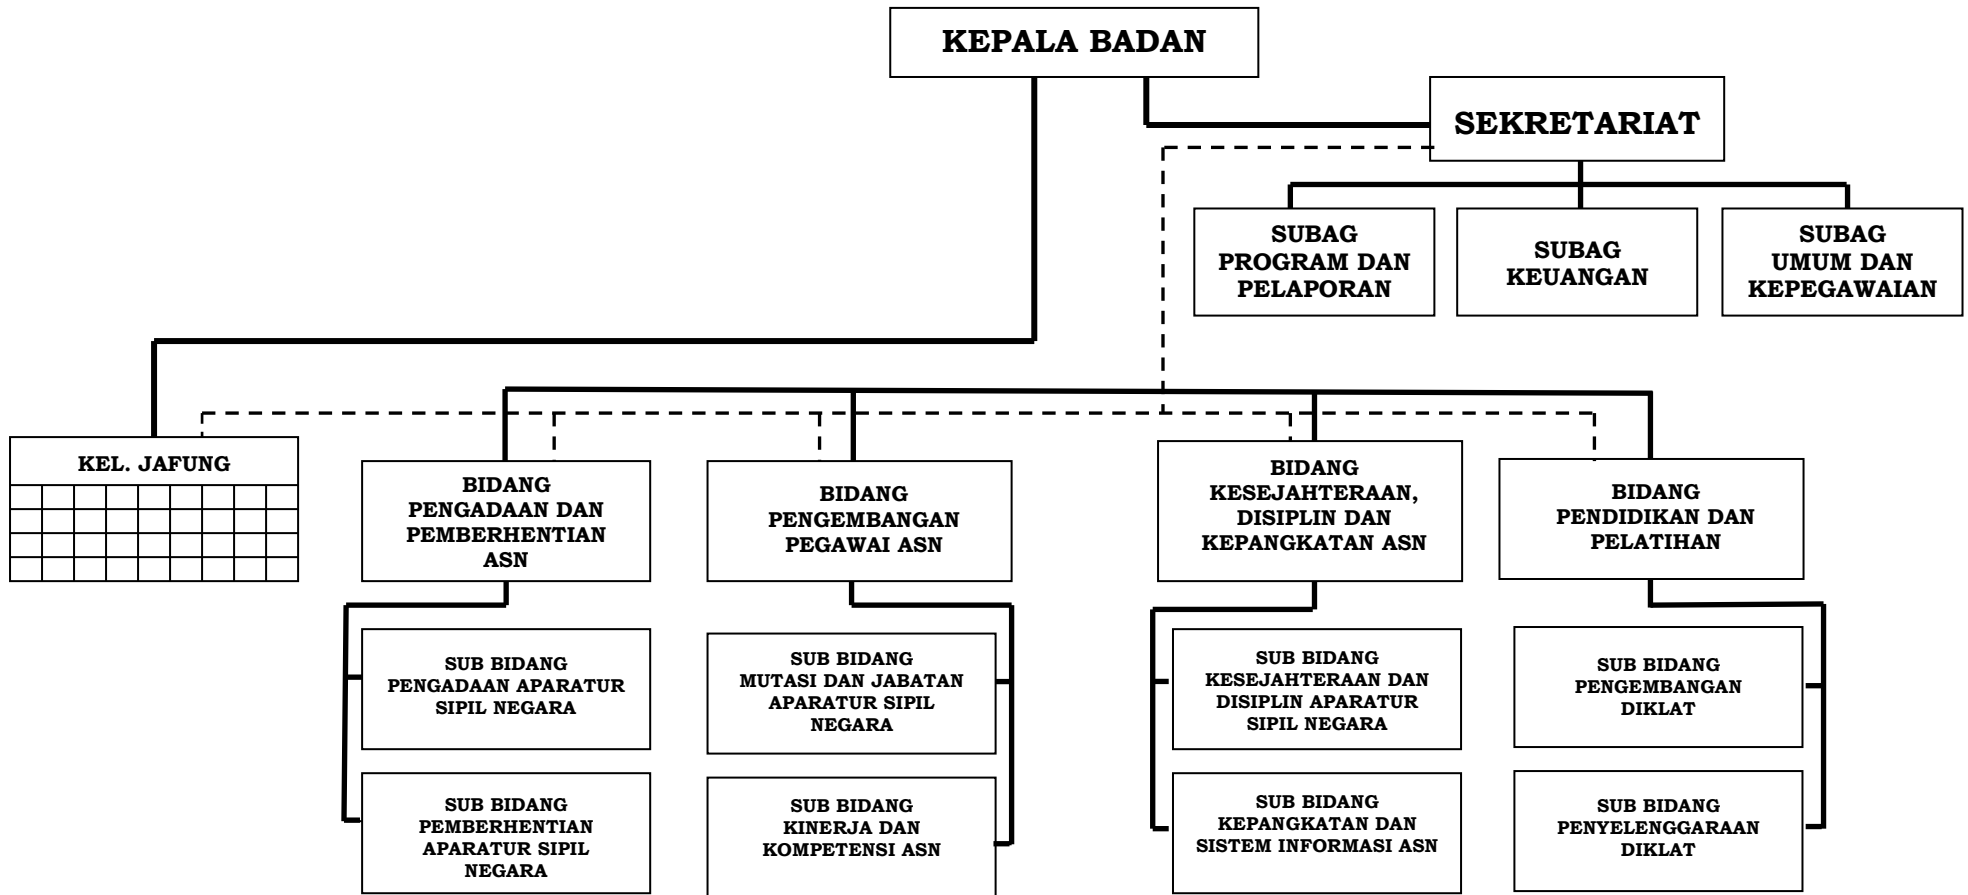 KEPALA BADAN
SEKRETARIAT
SUBAG
PROGRAM DAN
PELAPORAN
SUBAG
KEUANGAN
SUBAG
UMUM DAN
KEPEGAWAIAN
KEL. JAFUNG
BIDANG
PENGADAAN DAN
PEMBERHENTIAN
ASN
BIDANG
PENGEMBANGAN
PEGAWAI ASN
BIDANG
KESEJAHTERAAN,
DISIPLIN DAN
KEPANGKATAN ASN
BIDANG
PENDIDIKAN DAN
PELATIHAN
SUB BIDANG
PENGADAAN APARATUR
SIPIL NEGARA
SUB BIDANG
MUTASI DAN JABATAN
APARATUR SIPIL
NEGARA
SUB BIDANG
KESEJAHTERAAN DAN
DISIPLIN APARATUR
SIPIL NEGARA
SUB BIDANG
PENGEMBANGAN
DIKLAT
SUB BIDANG
PEMBERHENTIAN
APARATUR SIPIL
NEGARA
SUB BIDANG
KINERJA DAN
KOMPETENSI ASN
SUB BIDANG
KEPANGKATAN DAN
SISTEM INFORMASI ASN
SUB BIDANG
PENYELENGGARAAN
DIKLAT